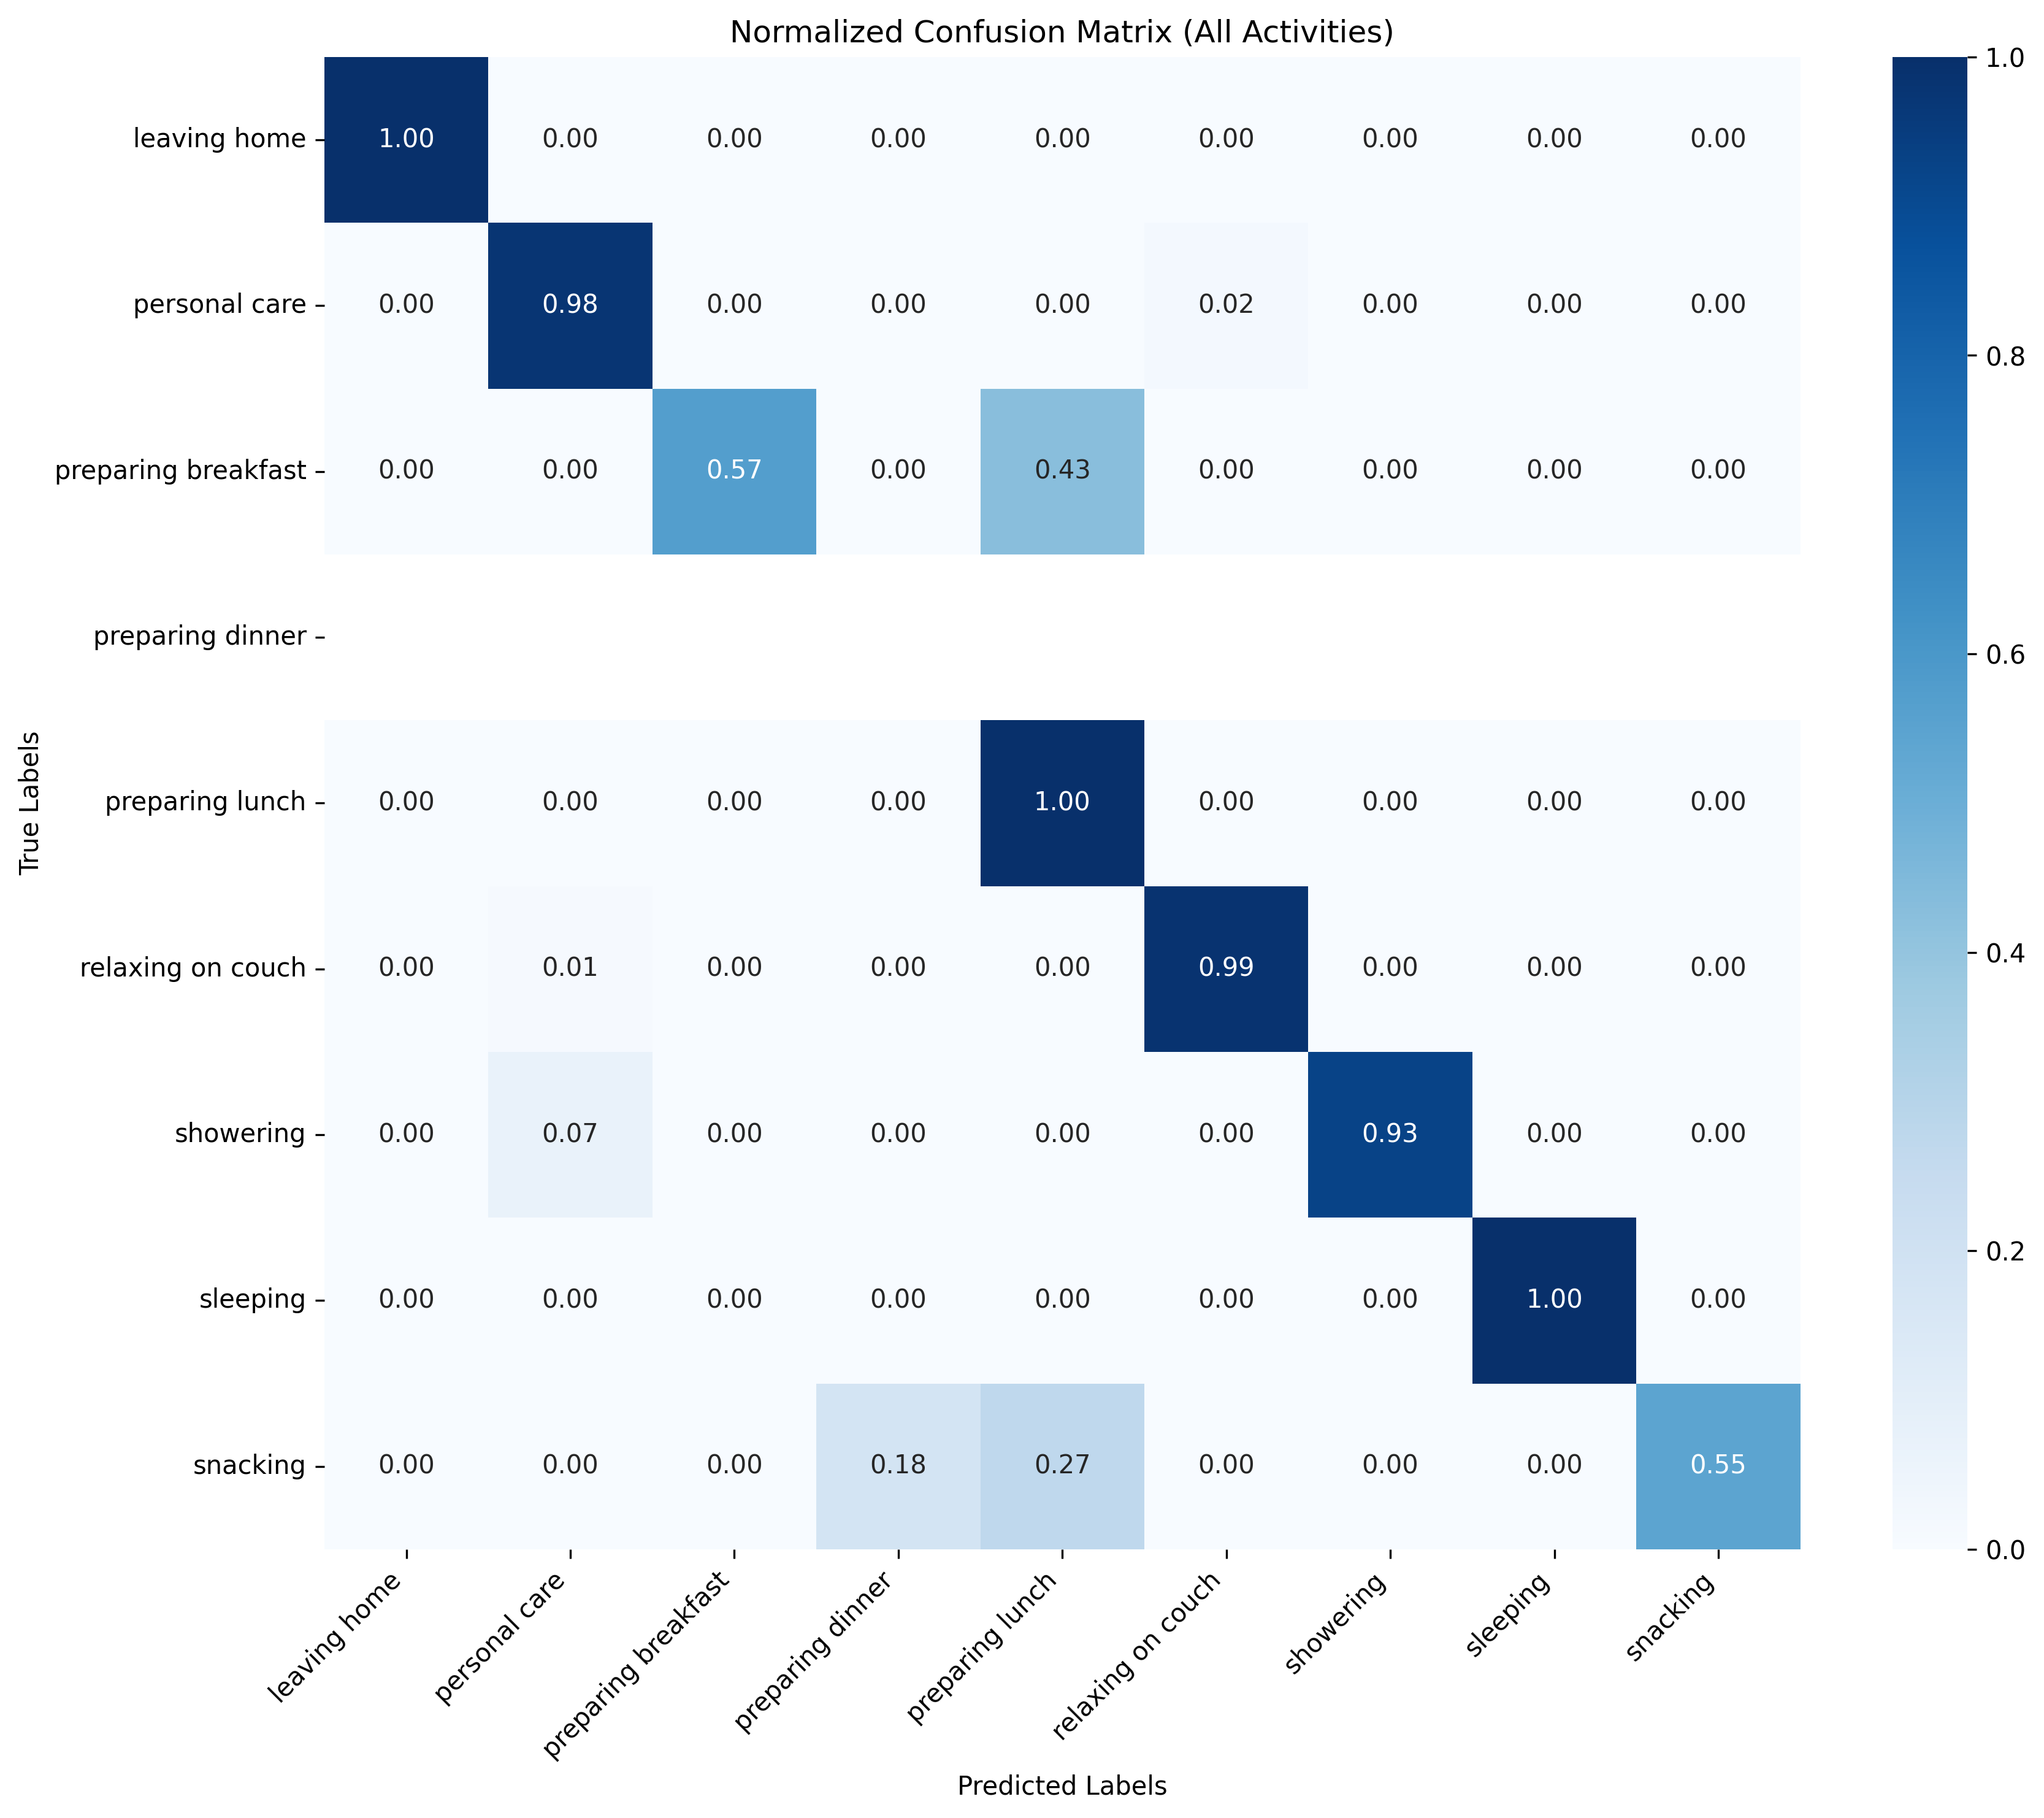 Normalized Confusion Matrix (All Activities)
leaving home 1.00 0.00 0.00 0.00 0.00 0.00 0.00 0.00 0.00
personal care 0.00 0.98 0.00 0.00 0.00 0.02 0.00 0.00 0.00
preparing breakfast 0.00 0.00 0.57 0.00 0.43 0.00 0.00 0.00 0.00
preparing dinner
preparing lunch 0.00 0.00 0.00 0.00 1.00 0.00 0.00 0.00 0.00
relaxing on couch 0.00 0.01 0.00 0.00 0.00 0.99 0.00 0.00 0.00
showering 0.00 0.07 0.00 0.00 0.00 0.00 0.93 0.00 0.00
sleeping 0.00 0.00 0.00 0.00 0.00 0.00 0.00 1.00 0.00
snacking 0.00 0.00 0.00 0.18 0.27 0.00 0.00 0.00 0.55
True Labels
leaving home
personal care
preparing breakfast
preparing dinner
preparing lunch
relaxing on couch
showering
sleeping
snacking
Predicted Labels
1.0
0.8
0.6
0.4
0.2
0.0